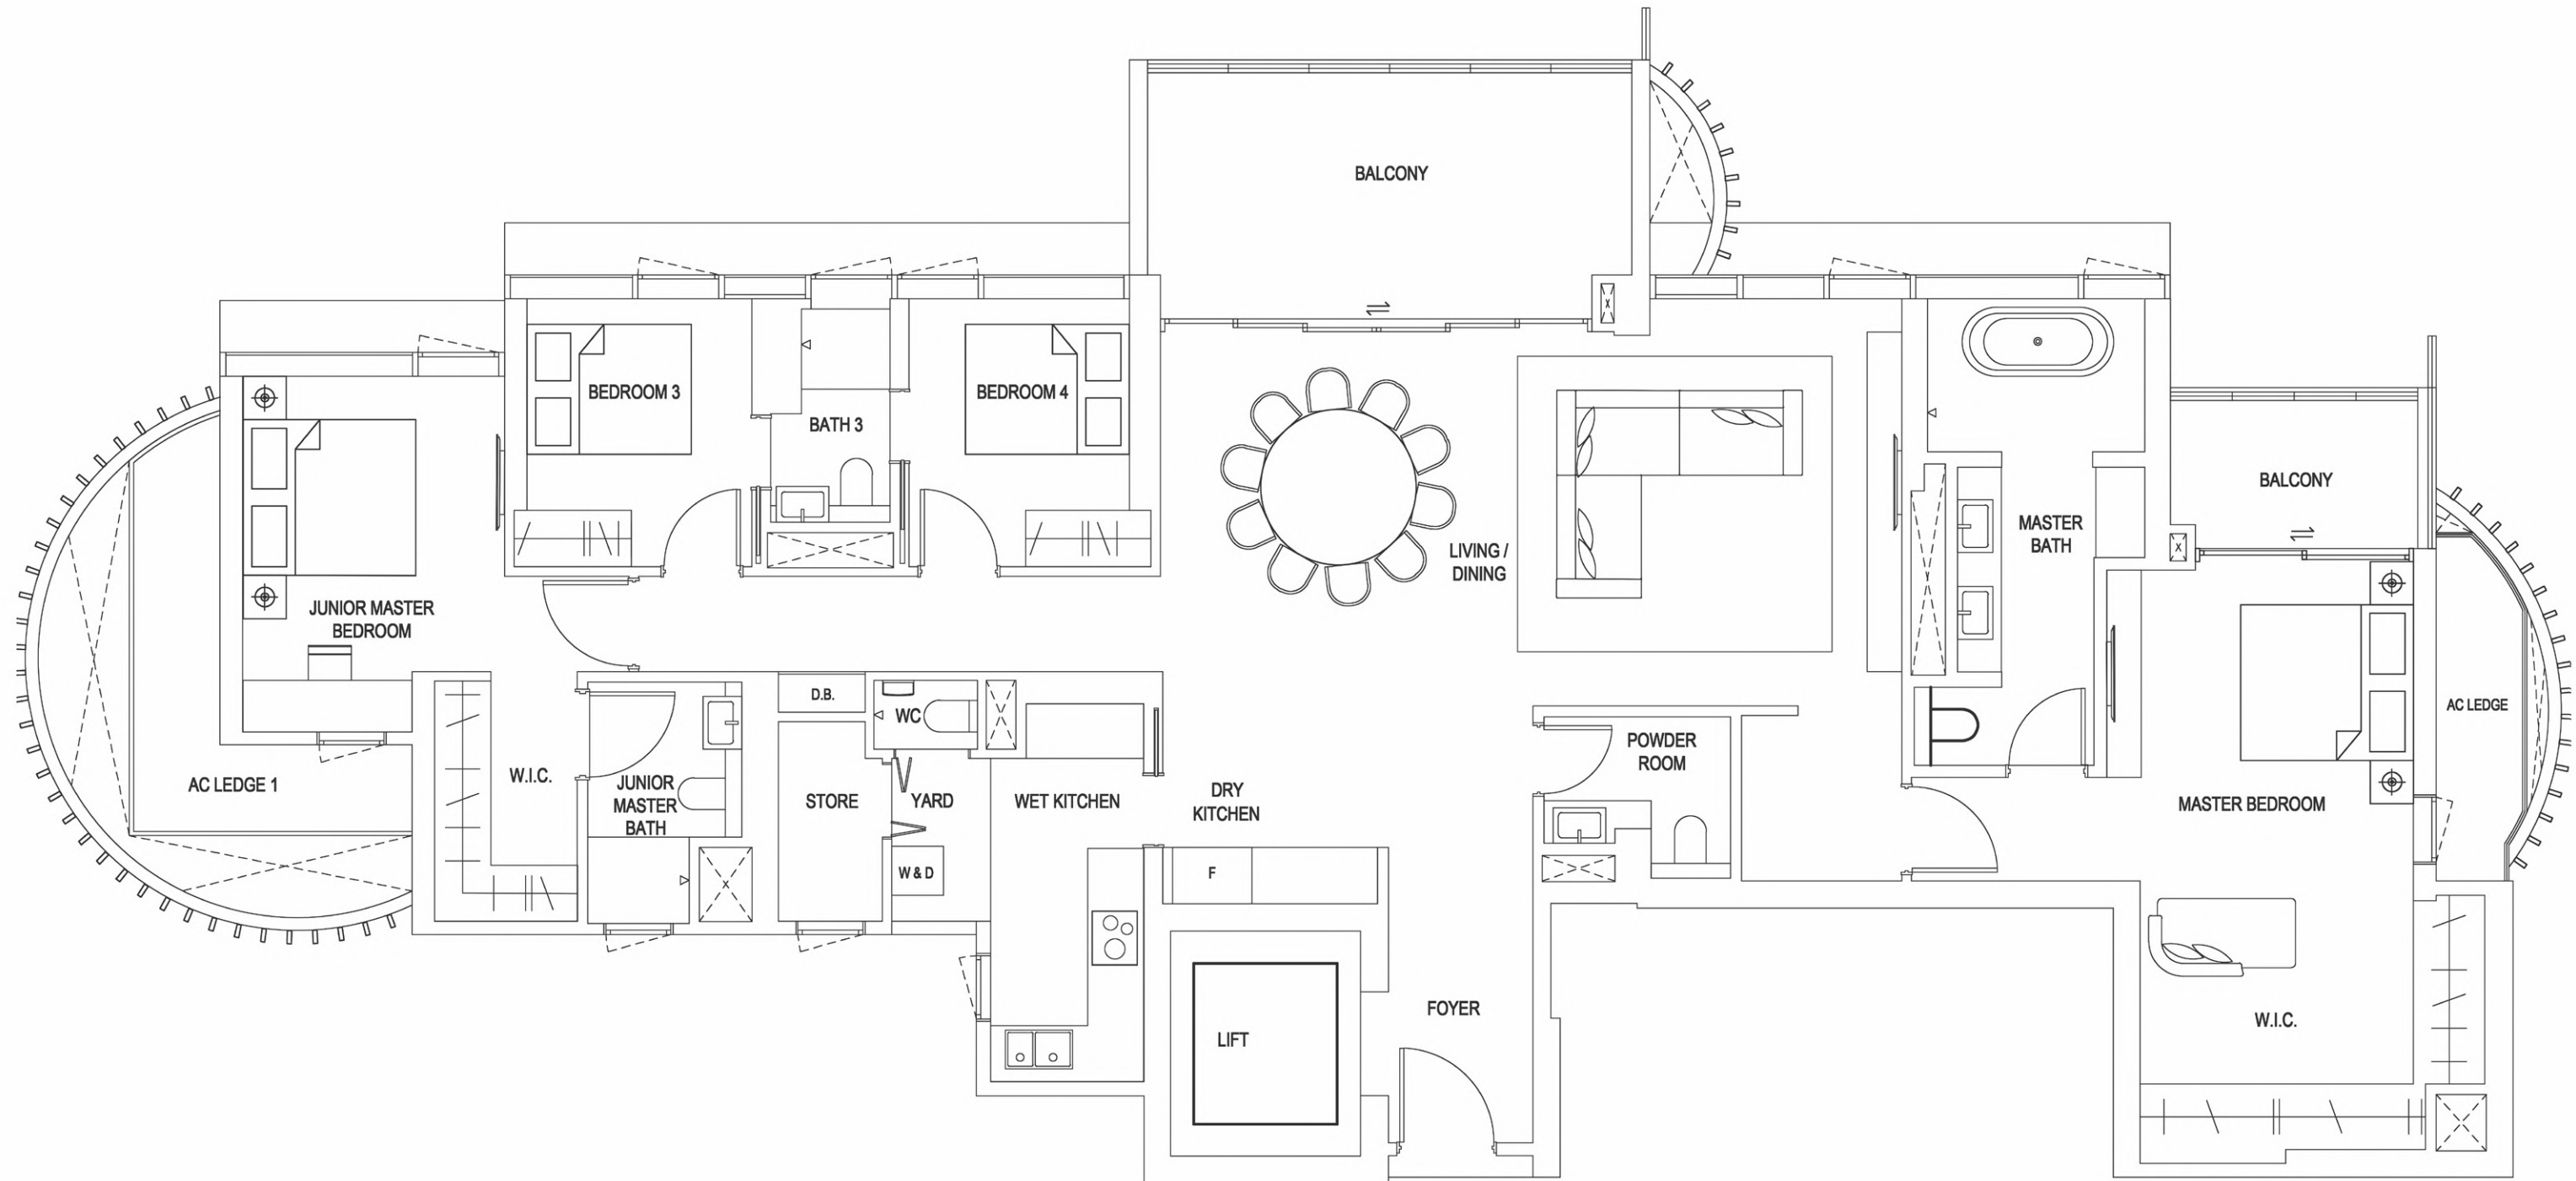 BALCONY
BEDROOM 3
BEDROOM 4
BATH 3
BALCONY
LIVING /
DINING
MASTER
BATH
JUNIOR MASTER
BEDROOM
D.B.
WC
AC LEDGE
POWDER
ROOM
AC LEDGE 1
W.I.C.
JUNIOR
MASTER
BATH
STORE
YARD
WET KITCHEN
DRY
KITCHEN
MASTER BEDROOM
W & D
F
FOYER
W.I.C.
LIFT